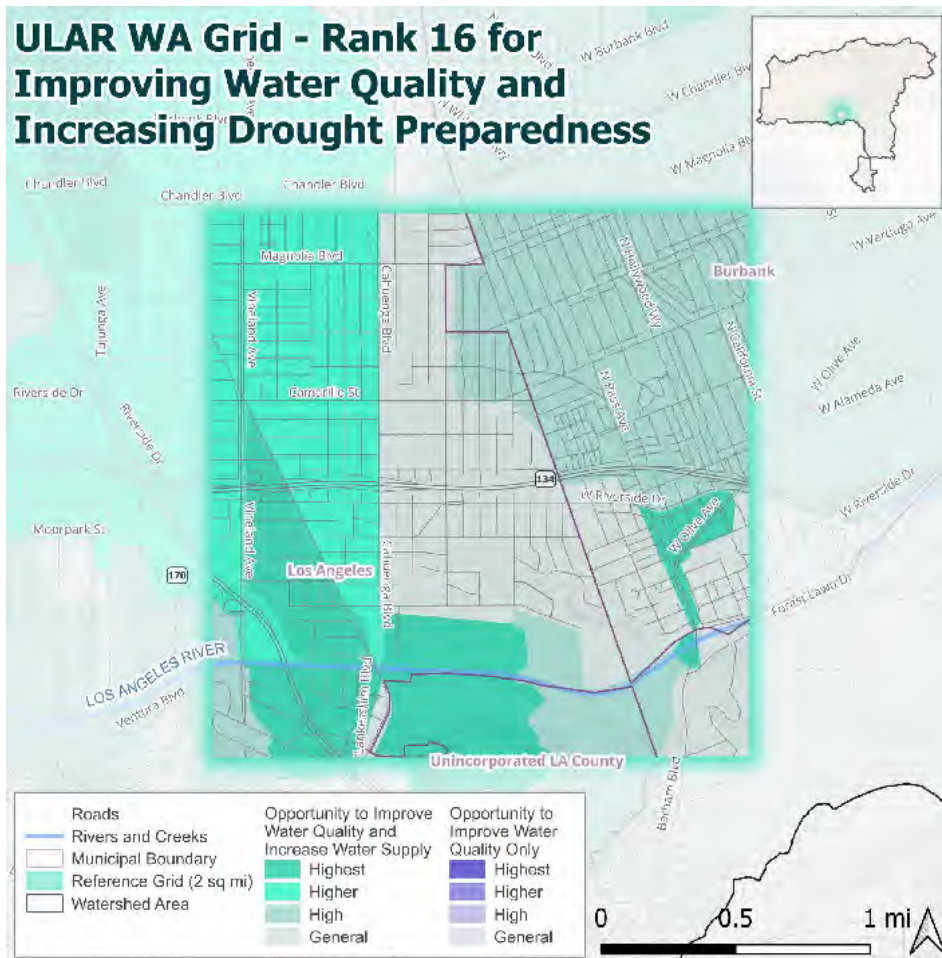 ULAR WA Grid - Rank 16 for
Improving Water Quality and
Increasing Drought Preparedness
W Burbank Blvd
W Chandler Blv
W Magnolia Blv
Chandler Blvd
Chandler Blvd
Chandler Blvd
W Verdugo Ave
Magnolia Blvd
Burbank
N Hollywood Wy
Cahuenga Blvd
Vineland Ave
Tujunga Ave
N California St
W Olive Ave
Riverside Dr
Camarillo St
N Pass Ave
W Alameda Ave
Riverside Dr
134
W Riverside Dr
W Riverside Dr
Moorpark St
Vineland Ave
W Olive Ave
Cahuenga Blvd
170
Los Angeles
Forest Lawn Dr
LOS ANGELES RIVER
Ventura Blvd
Lankershim Blvd
Unincorporated LA County
Barham Blvd
Roads
Rivers and Creeks
Municipal Boundary
Reference Grid (2 sq mi)
Watershed Area
Opportunity to Improve
Water Quality and
Increase Water Supply
Highest
Higher
High
General
Opportunity to
Improve Water
Quality Only
Highest
Higher
High
General
0 0.5 1 mi